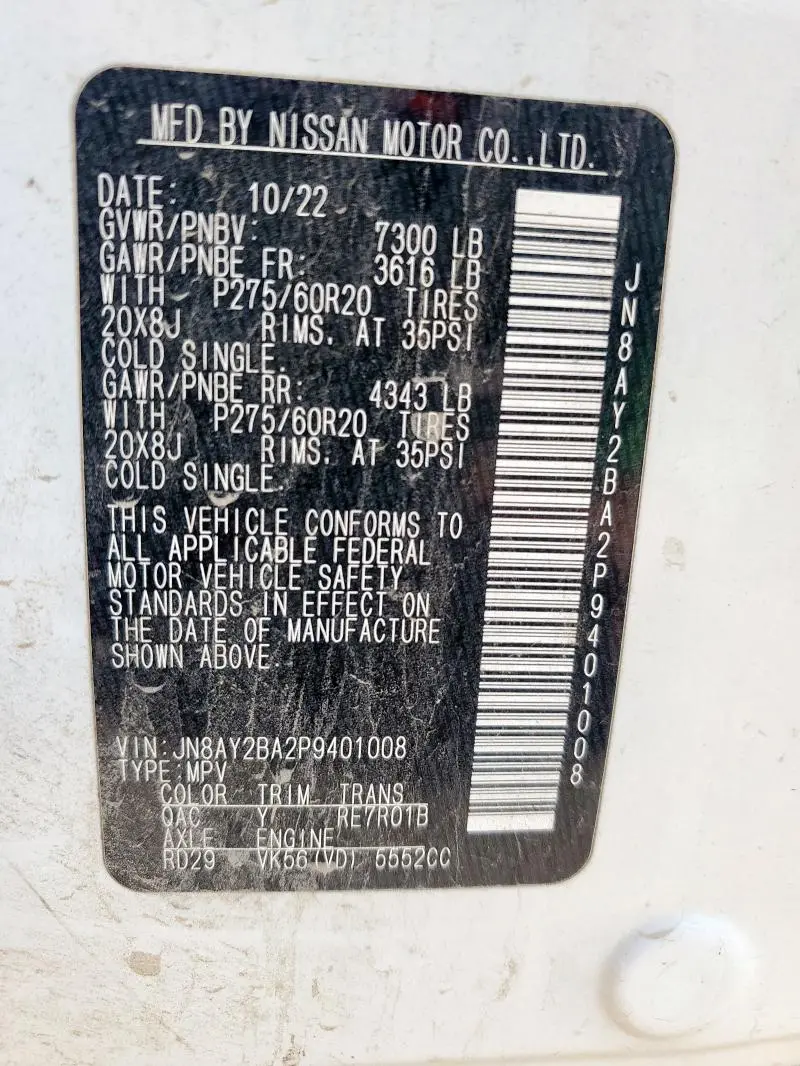 MFD BY NISSAN MOTOR CO.,LTD.
DATE: 10/22
GVWR/PNBV: 7300 LB
GAWR/PNBE FR: 3616 LB
WITH P275/60R20 TIRES
20X8J RIMS, AT 35PSI
COLD SINGLE.
GAWR/PNBE RR: 4343 LB
WITH P275/60R20 TIRES
20X8J RIMS, AT 35PSI
COLD SINGLE.
THIS VEHICLE CONFORMS TO
ALL APPLICABLE FEDERAL
MOTOR VEHICLE SAFETY
STANDARDS IN EFFECT ON
THE DATE OF MANUFACTURE
SHOWN ABOVE.
VIN:JN8AY2BA2P9401008
TYPE:MPV
COLOR TRIM TRANS
QAC Y RE7R01B
AXLE ENGINE
RD29 VK56(VD) 5552CC
JN8AY2BA2P9401008